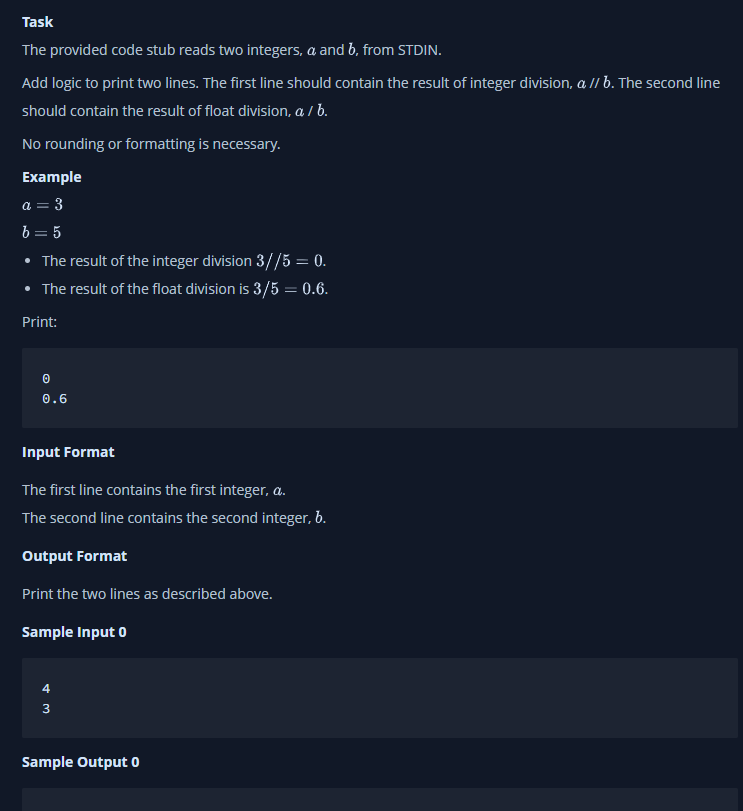 Task
The provided code stub reads two integers, a and b, from STDIN.
Add logic to print two lines. The first line should contain the result of integer division, a // b. The second line
should contain the result of float division, a / b.
No rounding or formatting is necessary.
Example
a = 3
b = 5
• The result of the integer division 3//5 = 0.
• The result of the float division is 3/5 = 0.6.
Print:
0
0.6
Input Format
The first line contains the first integer, a.
The second line contains the second integer, b.
Output Format
Print the two lines as described above.
Sample Input 0
4
3
Sample Output 0